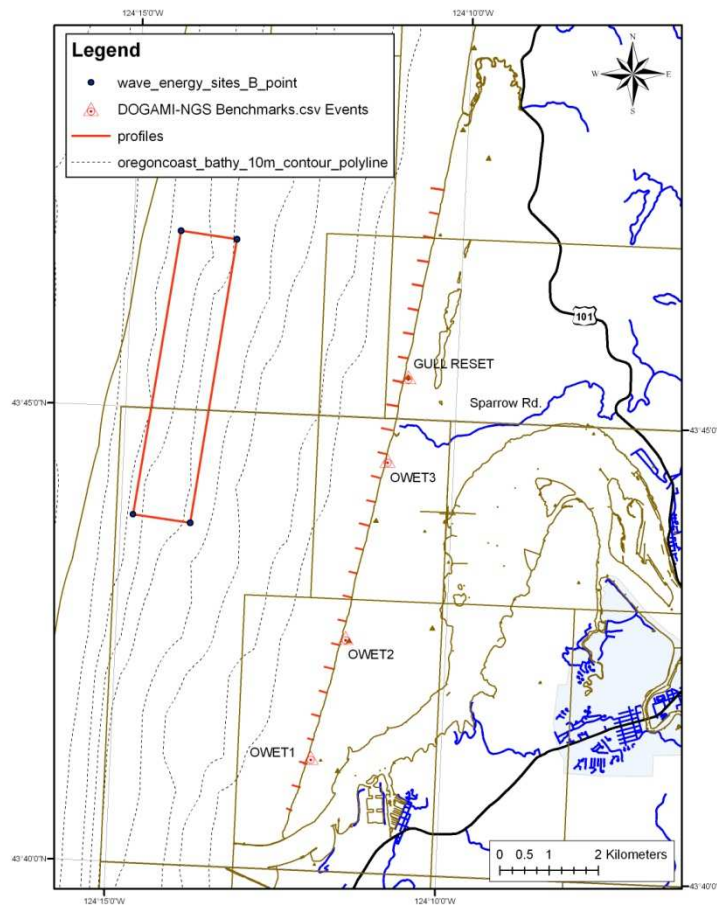 124°15'0"W
124°10'0"W
Legend
wave_energy_sites_B_point
DOGAMI-NGS Benchmarks.csv Events
profiles
oregoncoast_bathy_10m_contour_polyline
N
W
E
S
101
GULL RESET
43°45'0"N
Sparrow Rd.
43°45'0"
OWET3
OWET2
OWET1
0 0.5 1 2 Kilometers
43°40'0"N
43°40'0"
124°15'0"W
124°10'0"W